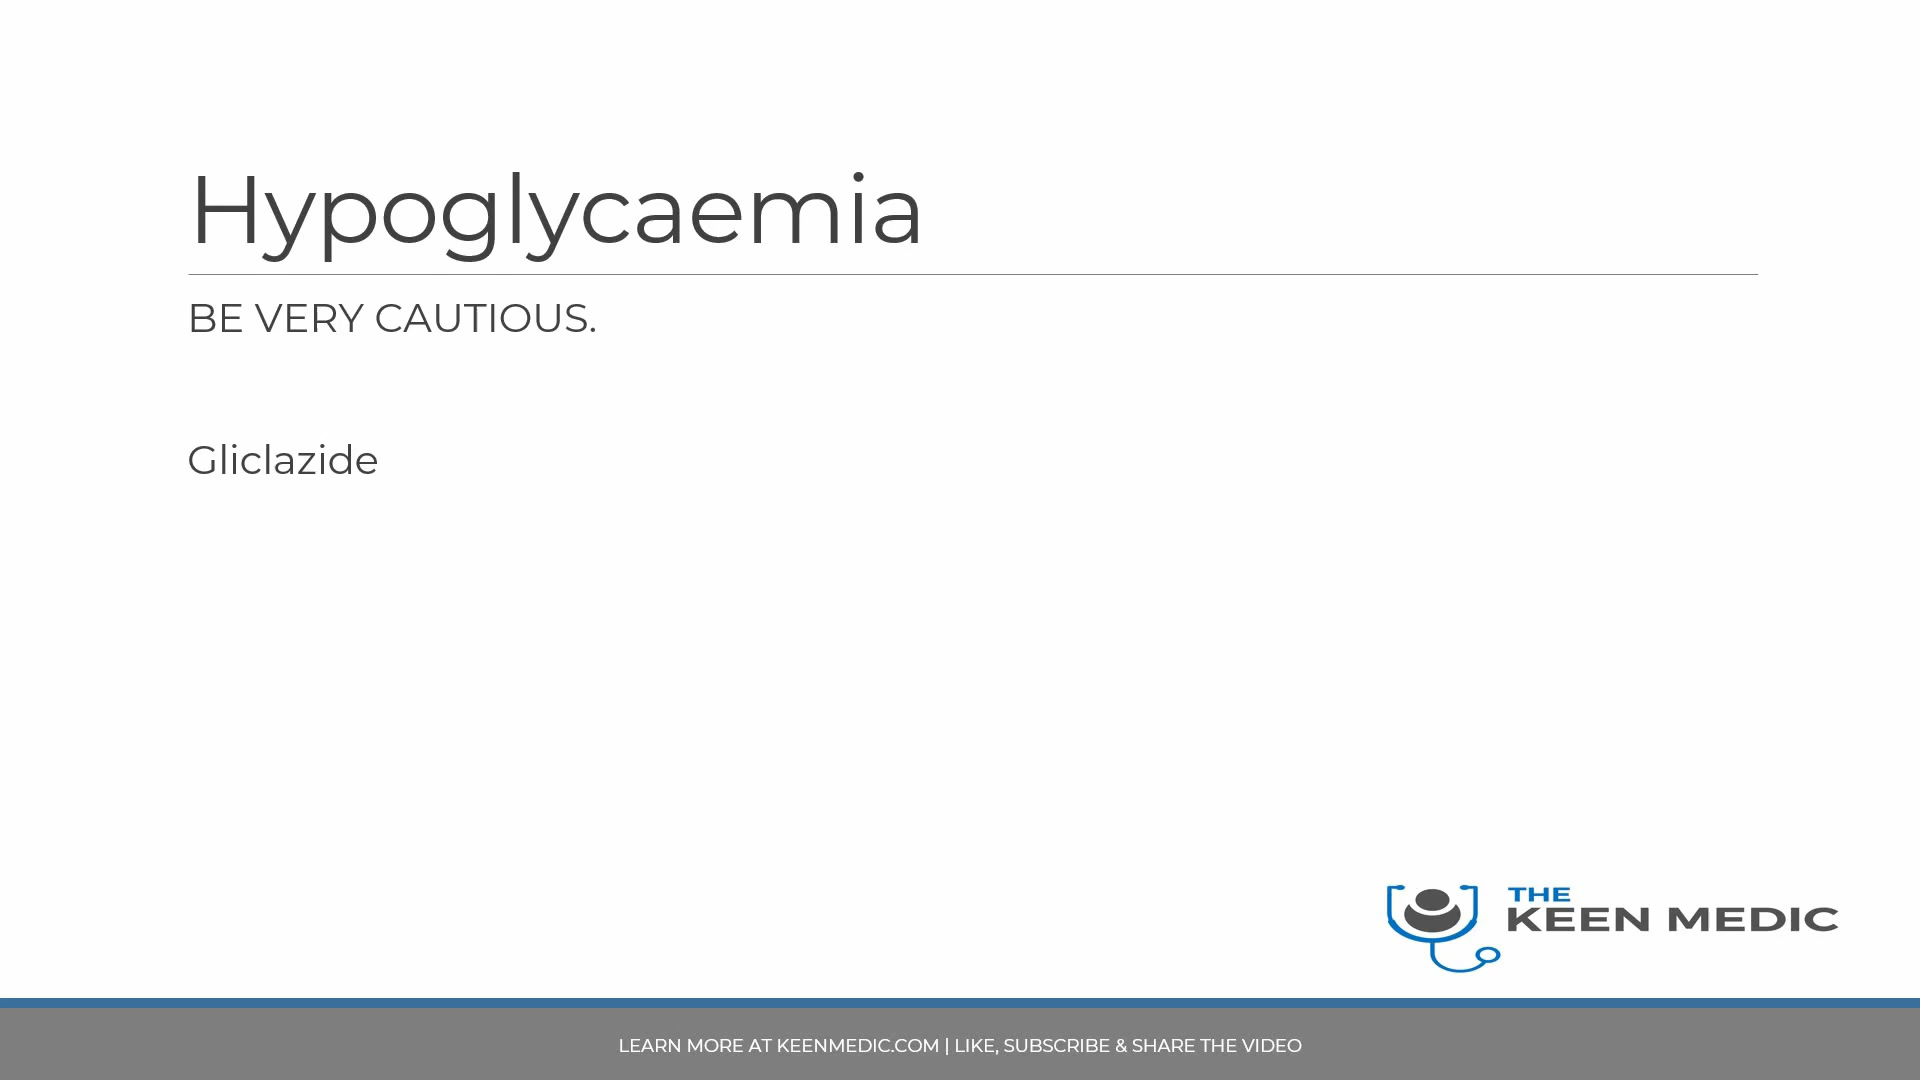 Hypoglycaemia
BE VERY CAUTIOUS.
Gliclazide
THE
KEEN MEDIC
LEARN MORE AT KEENMEDIC.COM | LIKE, SUBSCRIBE & SHARE THE VIDEO